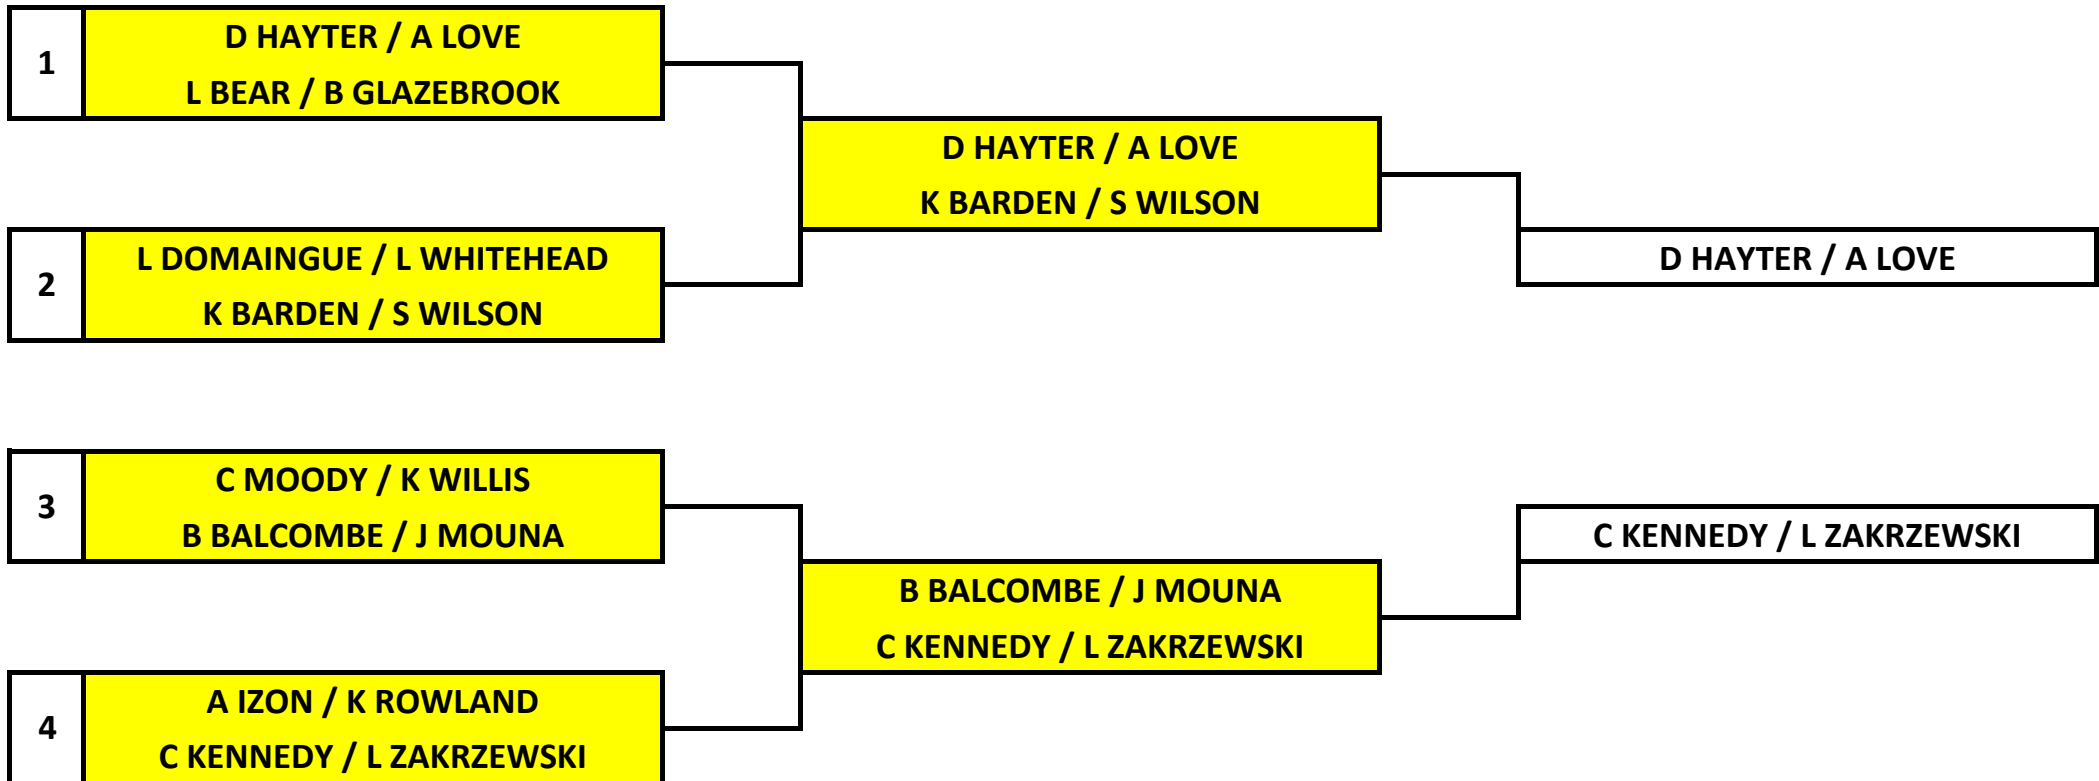 1
D HAYTER / A LOVE
L BEAR / B GLAZEBROOK
2
L DOMAINGUE / L WHITEHEAD
K BARDEN / S WILSON
3
C MOODY / K WILLIS
B BALCOMBE / J MOUNA
4
A IZON / K ROWLAND
C KENNEDY / L ZAKRZEWSKI
D HAYTER / A LOVE
K BARDEN / S WILSON
B BALCOMBE / J MOUNA
C KENNEDY / L ZAKRZEWSKI
D HAYTER / A LOVE
C KENNEDY / L ZAKRZEWSKI